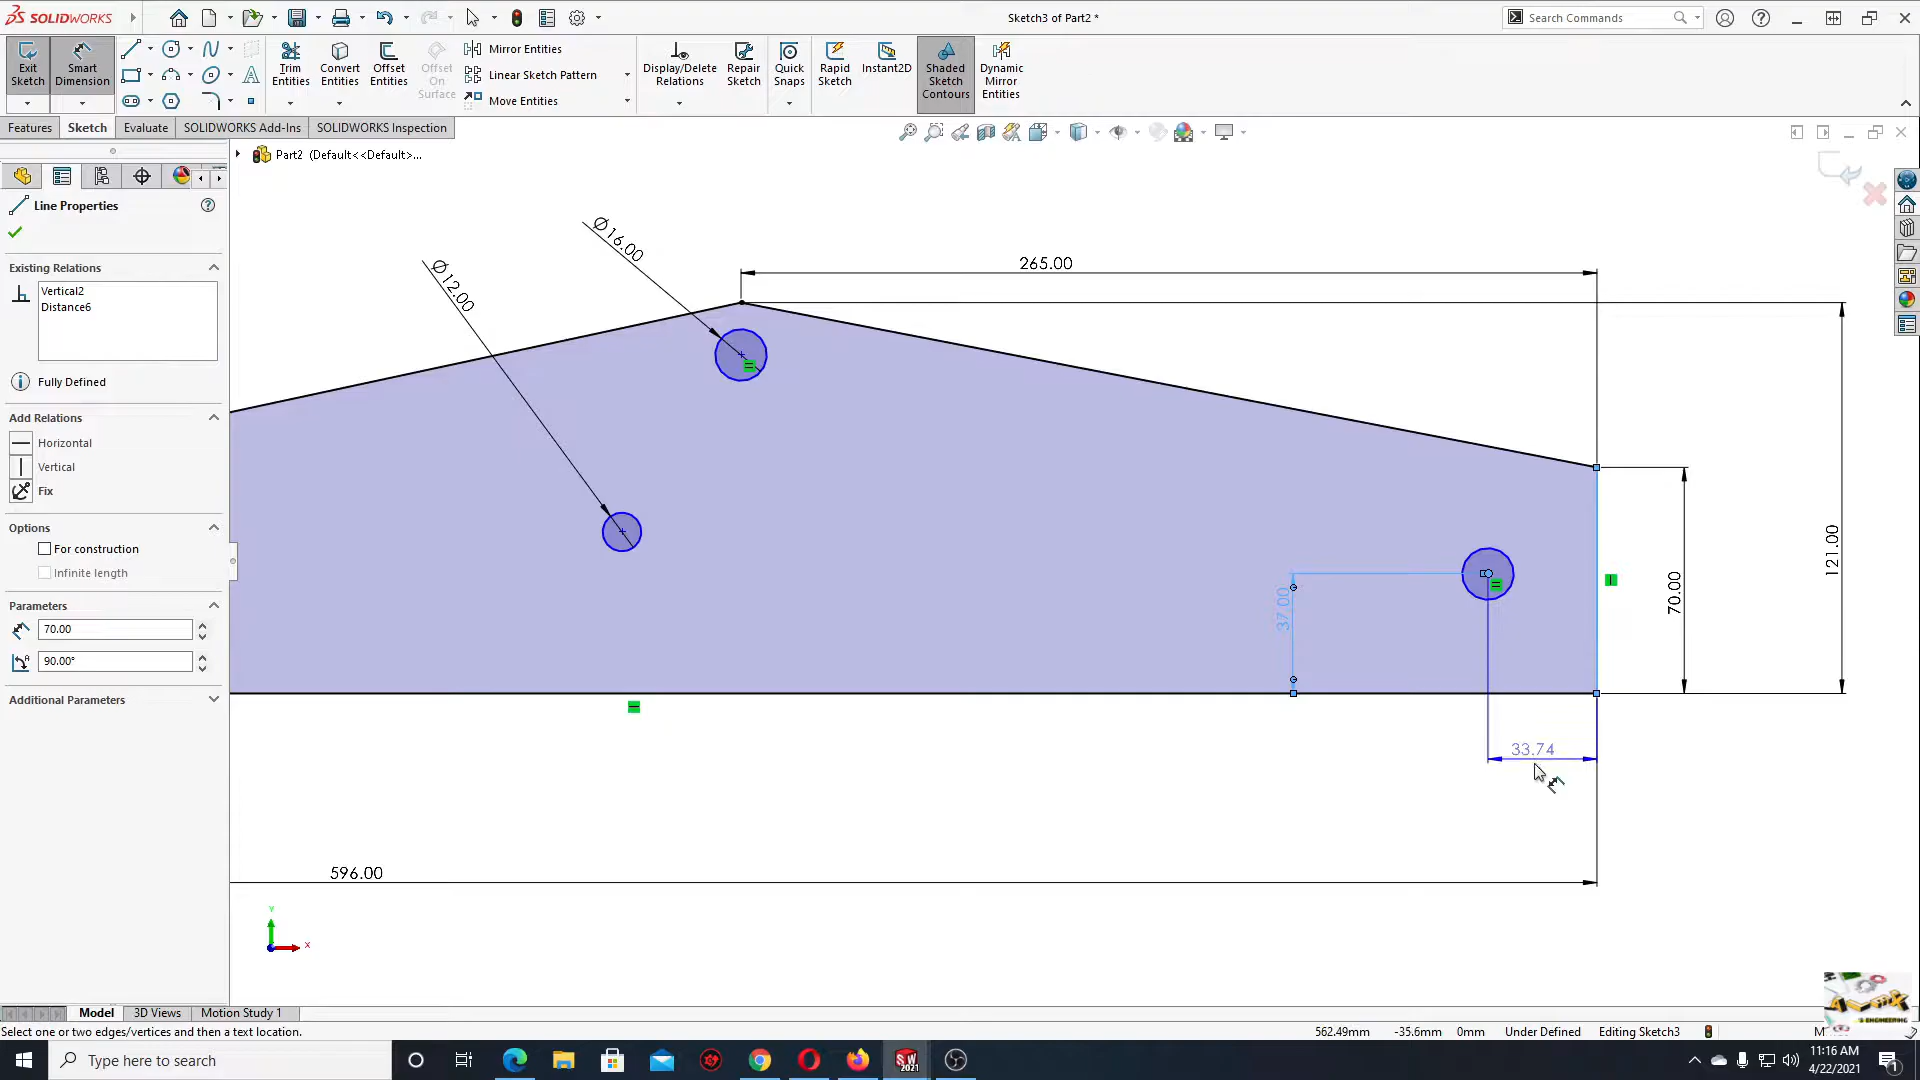 SOLIDWORKS
Sketch3 of Part2 *
Search Commands
Exit Sketch
Smart Dimension
Trim Entities
Convert Entities
Offset Entities
Offset On Surface
Mirror Entities
Linear Sketch Pattern
Move Entities
Display/Delete Relations
Repair Sketch
Quick Snaps
Rapid Sketch
Instant2D
Shaded Sketch Contours
Dynamic Mirror Entities
Features
Sketch
Evaluate
SOLIDWORKS Add-Ins
SOLIDWORKS Inspection
Part2 (Default<<Default>...
Line Properties
Existing Relations
Vertical2
Distance6
Fully Defined
Add Relations
Horizontal
Vertical
Fix
Options
For construction
Infinite length
Parameters
70.00
90.00°
Additional Parameters
Ø16.00
Ø12.00
265.00
121.00
70.00
37.00
33.74
596.00
Y
X
Model
3D Views
Motion Study 1
Select one or two edges/vertices and then a text location.
562.49mm
-35.6mm
0mm
Under Defined
Editing Sketch3
Type here to search
SW
2021
11:16 AM
4/22/2021
1